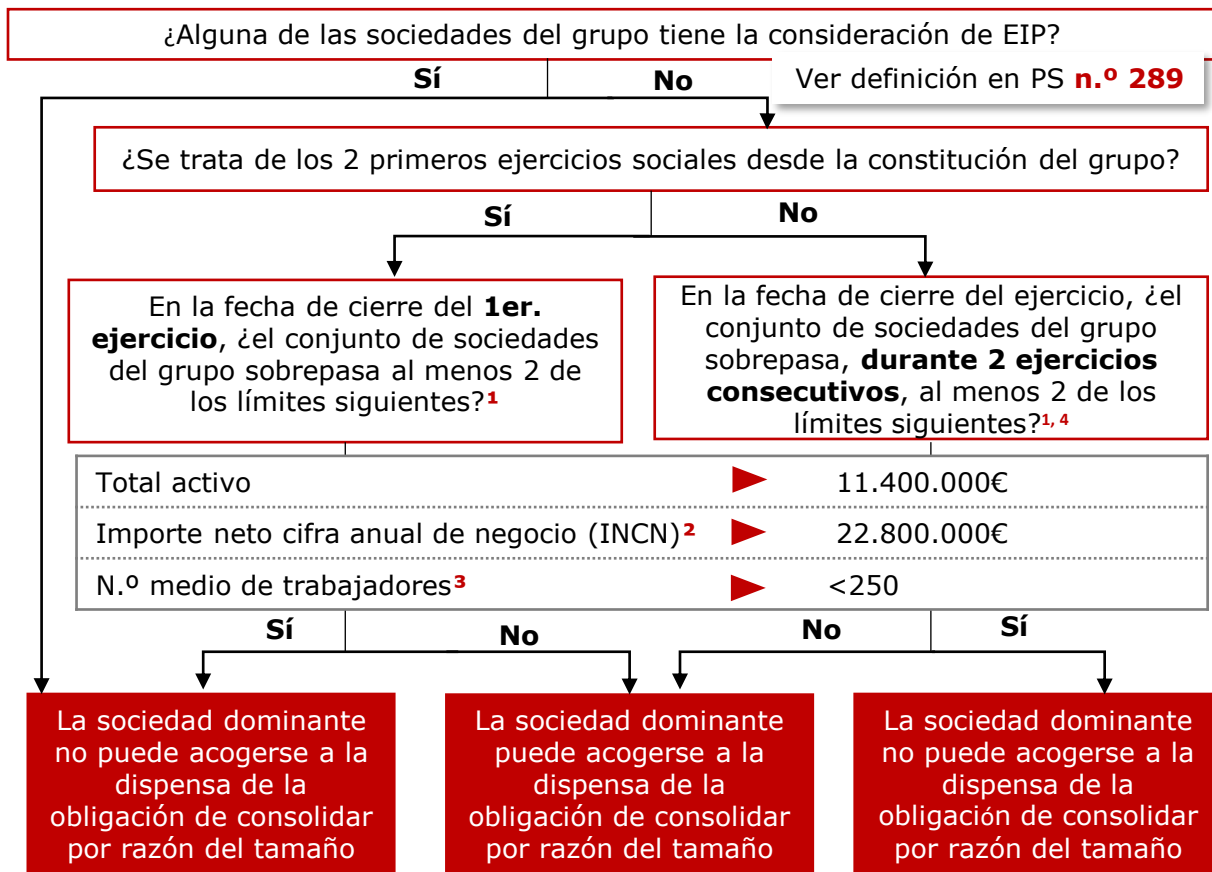 ¿Alguna de las sociedades del grupo tiene la consideración de EIP?
Sí
No
Ver definición en PS n.º 289
¿Se trata de los 2 primeros ejercicios sociales desde la constitución del grupo?
Sí
No
En la fecha de cierre del 1er.
ejercicio, ¿el conjunto de sociedades
del grupo sobrepasa al menos 2 de
los límites siguientes?¹
En la fecha de cierre del ejercicio, ¿el
conjunto de sociedades del grupo
sobrepasa, durante 2 ejercicios
consecutivos, al menos 2 de los
límites siguientes?¹, ⁴
Total activo 11.400.000€
Importe neto cifra anual de negocio (INCN)² 22.800.000€
N.º medio de trabajadores³ <250
Sí
No
No
Sí
La sociedad dominante
no puede acogerse a la
dispensa de la
obligación de consolidar
por razón del tamaño
La sociedad dominante
puede acogerse a la
dispensa de la
obligación de consolidar
por razón del tamaño
La sociedad dominante
no puede acogerse a la
dispensa de la
obligación de consolidar
por razón del tamaño